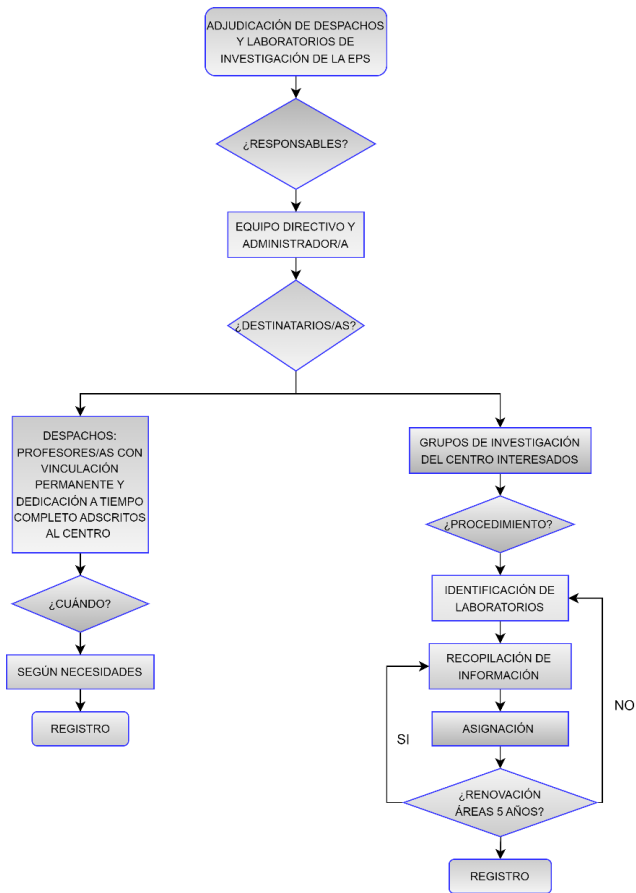 ADJUDICACIÓN DE DESPACHOS
Y LABORATORIOS DE
INVESTIGACIÓN DE LA EPS
¿RESPONSABLES?
EQUIPO DIRECTIVO Y
ADMINISTRADOR/A
¿DESTINATARIOS/AS?
DESPACHOS:
PROFESORES/AS CON
VINCULACIÓN
PERMANENTE Y
DEDICACIÓN A TIEMPO
COMPLETO ADSCRITOS
AL CENTRO
¿CUÁNDO?
SEGÚN NECESIDADES
REGISTRO
GRUPOS DE INVESTIGACIÓN
DEL CENTRO INTERESADOS
¿PROCEDIMIENTO?
IDENTIFICACIÓN DE
LABORATORIOS
RECOPILACIÓN DE
INFORMACIÓN
ASIGNACIÓN
SI
NO
¿RENOVACIÓN
ÁREAS 5 AÑOS?
REGISTRO